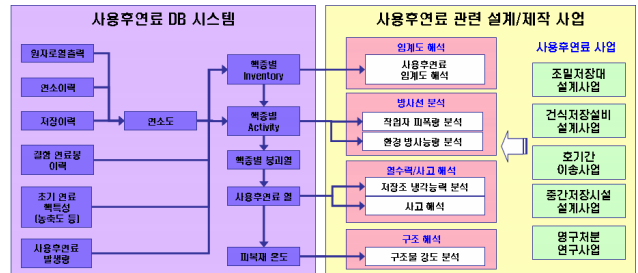 사용후연료 DB 시스템
원자로열출력
연소이력
저장이력
결함 연료봉
이력
초기 연료
핵특성
(농축도 등)
사용후연료
발생량
연소도
핵종별
Inventory
핵종별
Activity
핵종별 붕괴열
사용후연료 열
피복재 온도
사용후연료 관련 설계/제작 사업
임계도 해석
사용후연료
임계도 해석
방사선 분석
작업자 피폭량 분석
환경 방사능량 분석
열수력/사고 해석
저장조 냉각능력 분석
사고 해석
구조 해석
구조물 강도 분석
사용후연료 사업
조밀저장대
설계사업
건식저장설비
설계사업
호기간
이송사업
중간저장시설
설계사업
영구처분
연구사업